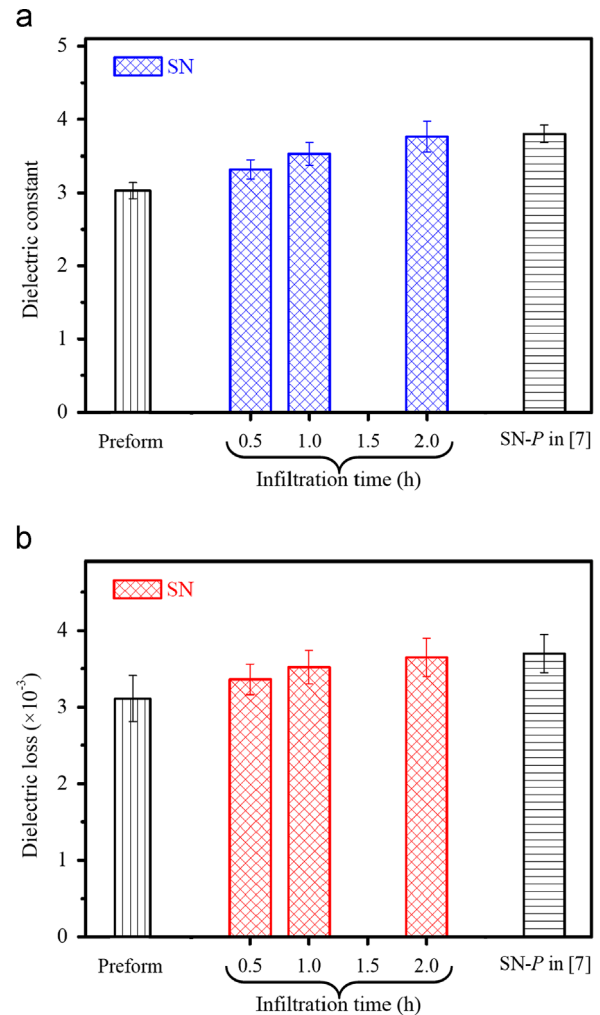 a
5
SN
4
Dielectric constant
3
2
1
0
Preform
0.5 1.0 1.5 2.0
SN-P in [7]
Infiltration time (h)
b
SN
4
Dielectric loss (×10⁻³)
3
2
1
0
Preform
0.5 1.0 1.5 2.0
SN-P in [7]
Infiltration time (h)